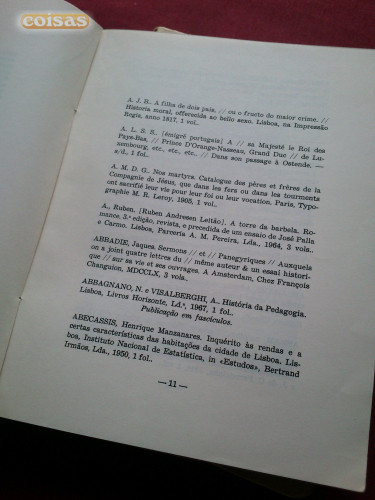 coisas
A. J. B. A filha de dois pais, // ou o fructo de maior crime. //
Historia moral, offerecida ao bello sexo. Lisboa, na Impressão
Regia, anno 1817, 1 vol..
A. L. S. S.. [émigré portugais] A // sa Majesté le Roi des
Pays-Bas, // Prince D'Orange-Nassau, Grand Duc // de Lu-
xembourg, etc., etc., etc.. // Dans son passage à Ostende. —
s/d., 1 fol..
A. M. D. G.. Nos martyrs. Catalogue des pères et frères de la
Compagnie de Jésus, que dans les fers ou dans les tourments
ont sacrifié leur vie pour leur foi ou leur vocation. Paris, Typo-
graphie M. R. Leroy, 1905, 1 vol..
A., Ruben. [Ruben Andresen Leitão]. A torre da barbela. Ro-
mance. 3.ª edição, revista, e precedida de um ensaio de José Palla
e Carmo. Lisboa, Parceria A. M. Pereira, Lda., 1964, 3 vols..
ABBADIE, Jaques. Sermons // et // Panegyriques // Auxquels
on a joint quatre lettres du // même auteur & un essai histori-
que // sur sa vie et ses ouvrages. A Amsterdam, Chez François
Changuion, MDCCLX, 3 vols..
ABBAGNANO, N. e VISALBERGHI, A.. História da Pedagogia.
Lisboa, Livros Horizonte, Ld.ª, 1967, 1 fol..
Publicação em fascículos.
ABECASSIS, Henrique Mansanares. Inquérito às rendas e a
certas características das habitações da cidade de Lisboa. Lis-
boa, Instituto Nacional de Estatística, in «Estudos», Bertrand
Irmãos, Lda., 1950, 1 fol..
— 11 —